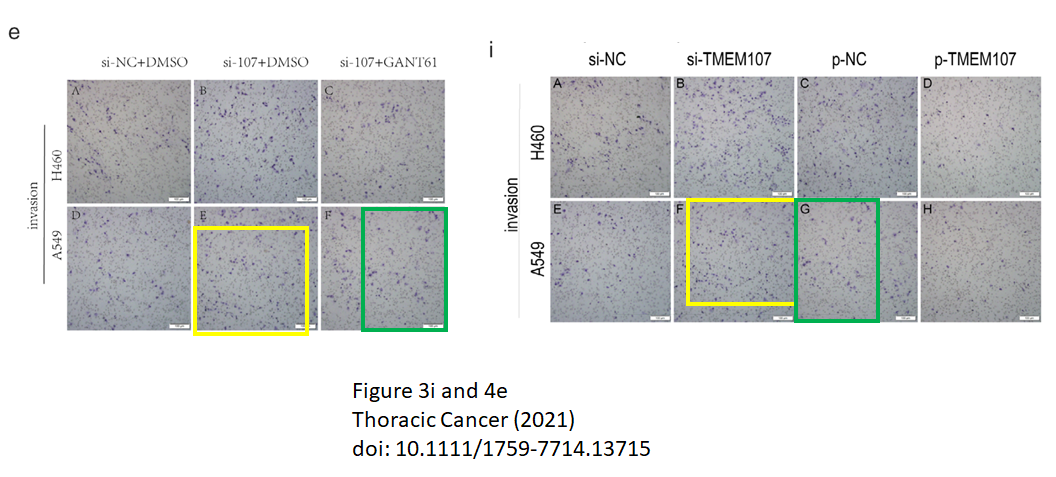 e
si-NC+DMSO si-107+DMSO si-107+GANT61
A B C
H460
D E F
A549
invasion
i
si-NC si-TMEM107 p-NC p-TMEM107
A B C D
H460
E F G H
A549
invasion
Figure 3i and 4e
Thoracic Cancer (2021)
doi: 10.1111/1759-7714.13715